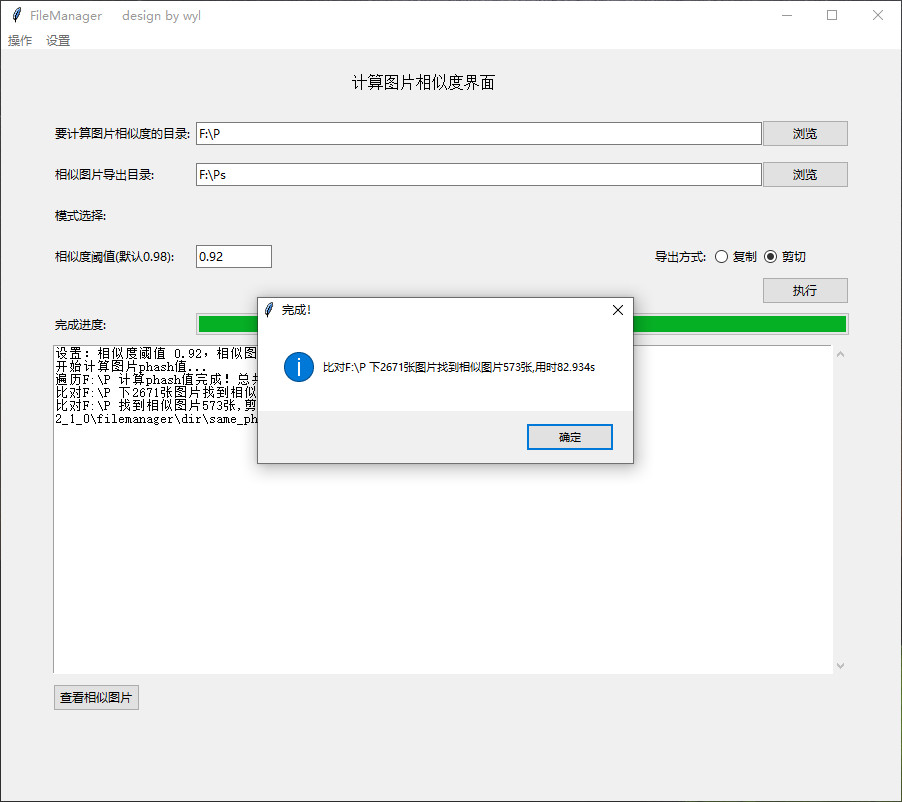 FileManager design by wyl
操作 设置
计算图片相似度界面
要计算图片相似度的目录: F:\P 浏览
相似图片导出目录: F:\Ps 浏览
模式选择:
相似度阈值(默认0.98): 0.92 导出方式: 复制 剪切
执行
完成进度:
设置: 相似度阈值 0.92，相似图
开始计算图片phash值...
遍历F:\P 计算phash值完成! 总共
比对F:\P 下2671张图片找到相似
比对F:\P 找到相似图片573张,剪
2_1_0\filemanager\dir\same_ph
完成!
比对F:\P 下2671张图片找到相似图片573张,用时82.934s
确定
查看相似图片